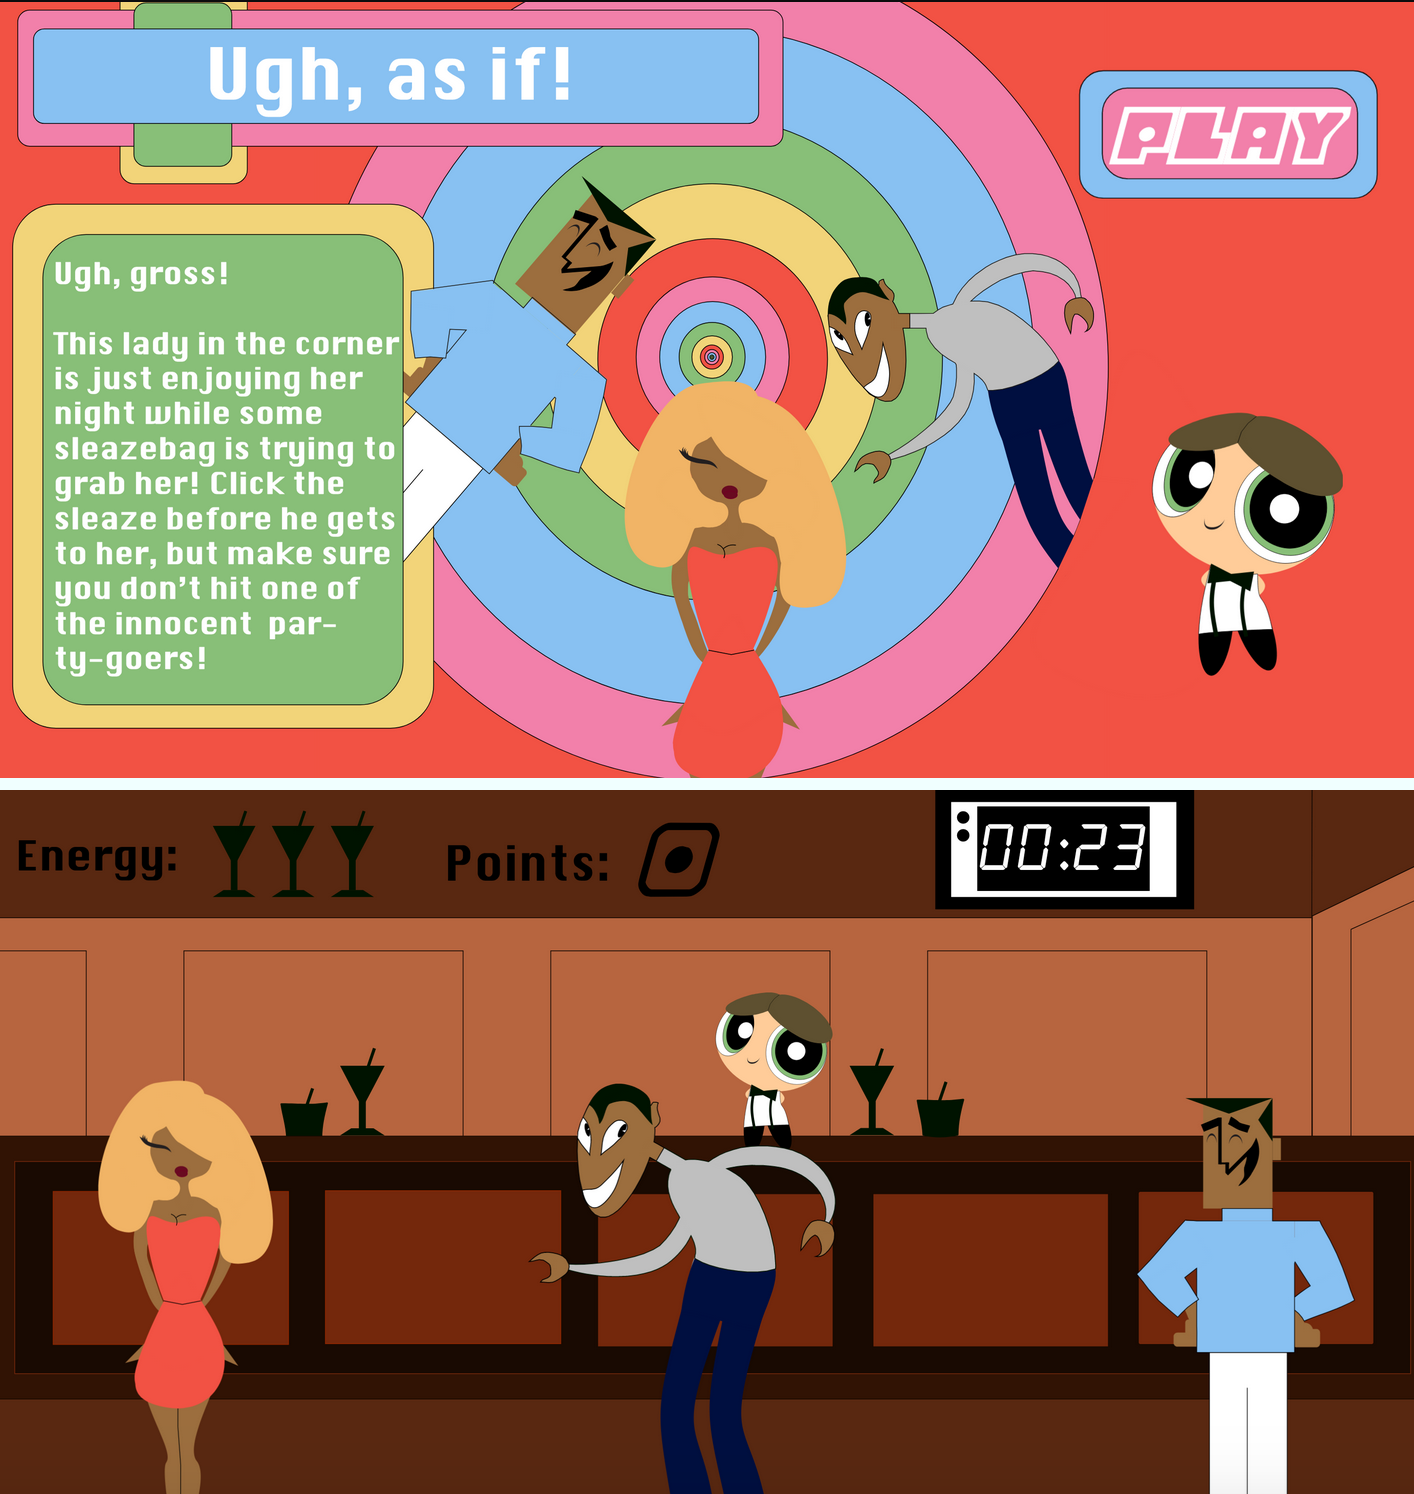 Ugh, as if!
PLAY
Ugh, gross!
This lady in the corner
is just enjoying her
night while some
sleazebag is trying to
grab her! Click the
sleaze before he gets
to her, but make sure
you don't hit one of
the innocent par-
ty-goers!
Energy:
Points:
00:23